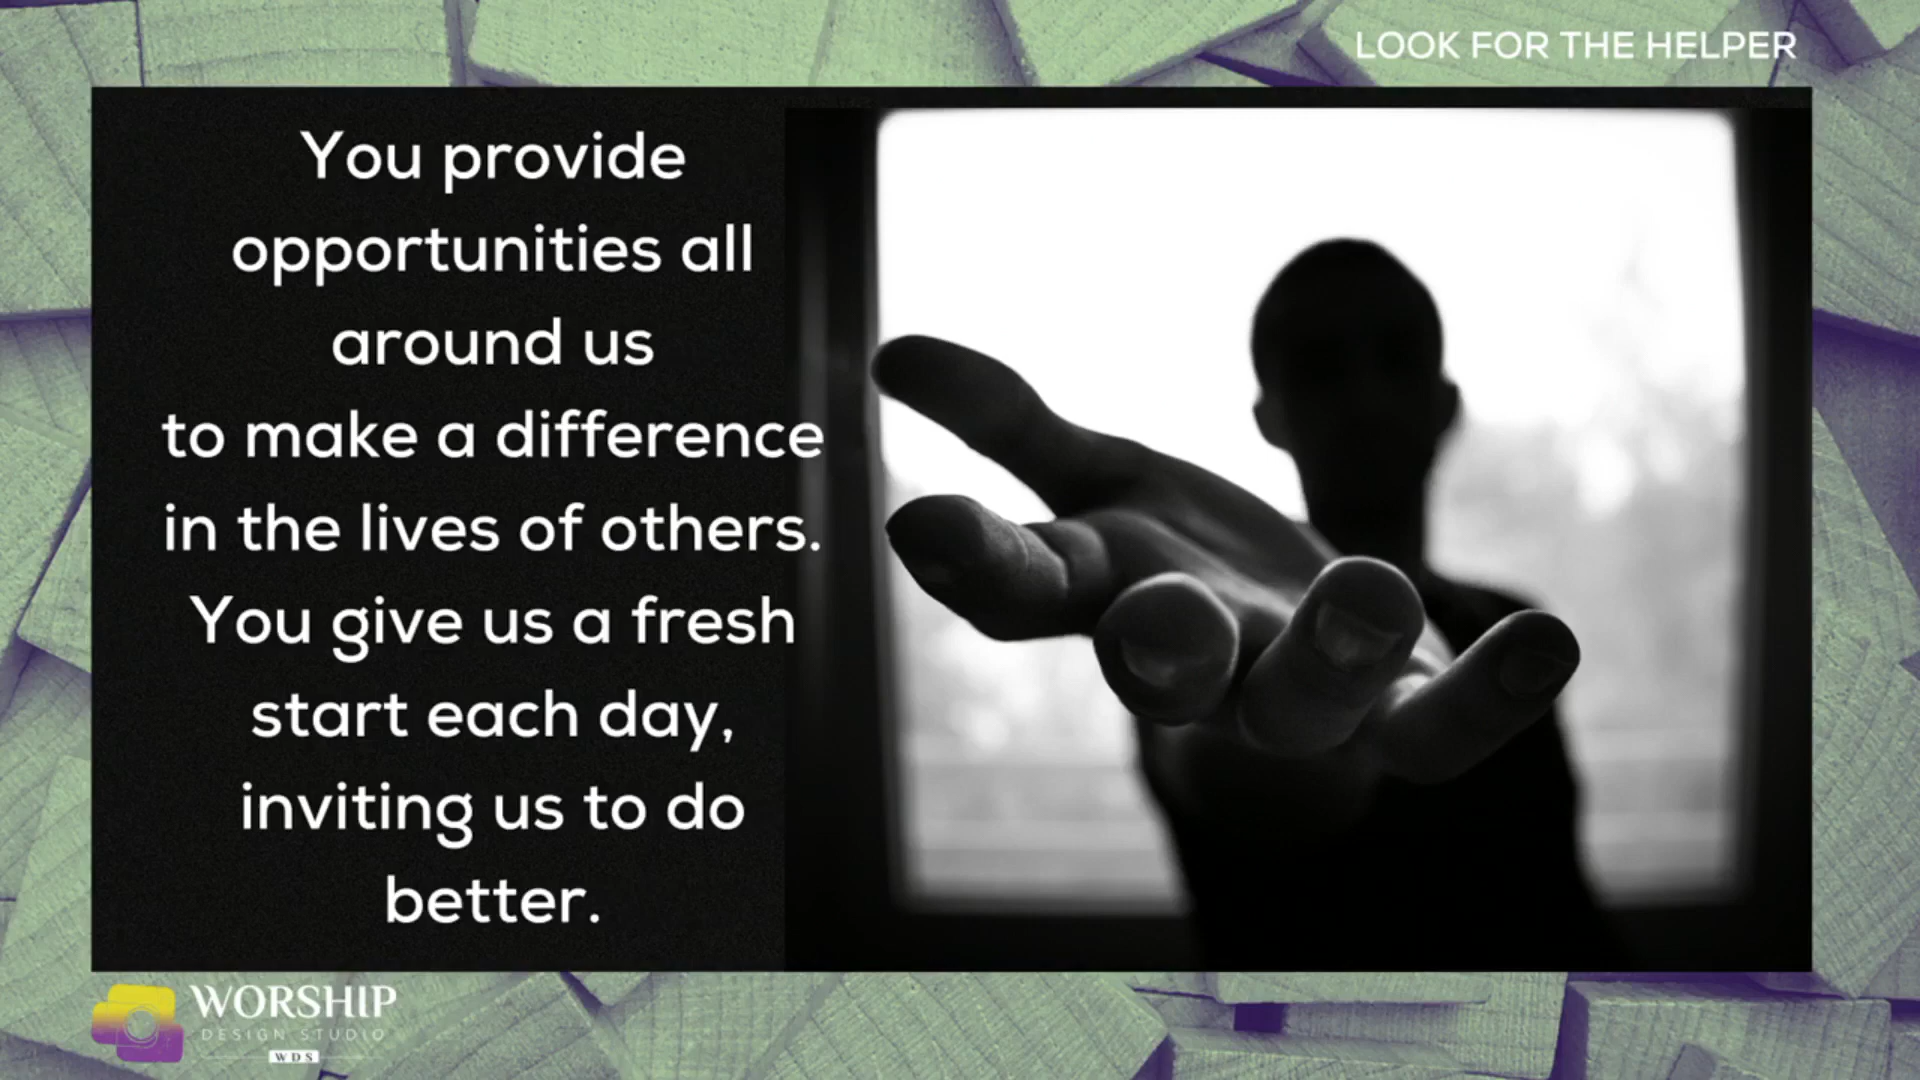 LOOK FOR THE HELPER
You provide
opportunities all
around us
to make a difference
in the lives of others.
You give us a fresh
start each day,
inviting us to do
better.
WORSHIP
DESIGN STUDIO
WDS